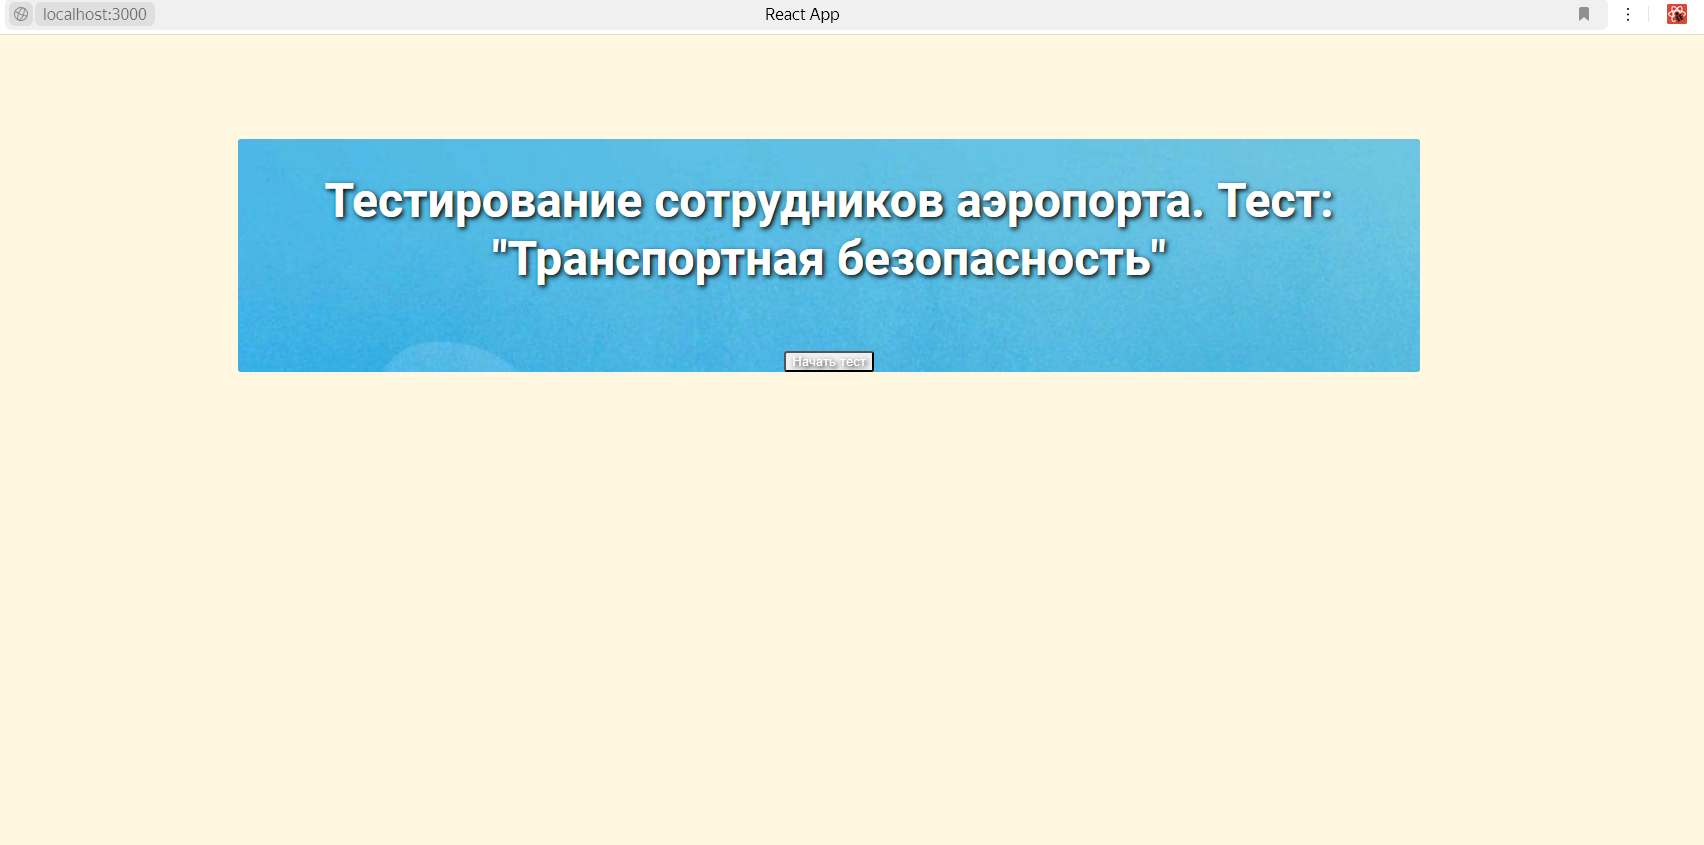 localhost:3000
React App
Тестирование сотрудников аэропорта. Тест:
"Транспортная безопасность"
Начать тест